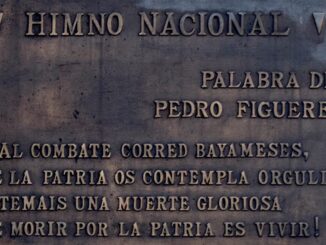 HIMNO NACIONAL
PALABRA D
PEDRO FIGUERE
AL COMBATE CORRED BAYAMESES,
E LA PATRIA OS CONTEMPLA ORGULL
TEMAIS UNA MUERTE GLORIOSA
E MORIR POR LA PATRIA ES VIVIR!